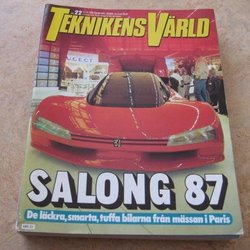 22
TEKNIKENS VÄRLD
SALONG 87
De läckra, smarta, tuffa bilarna från mässan i Paris